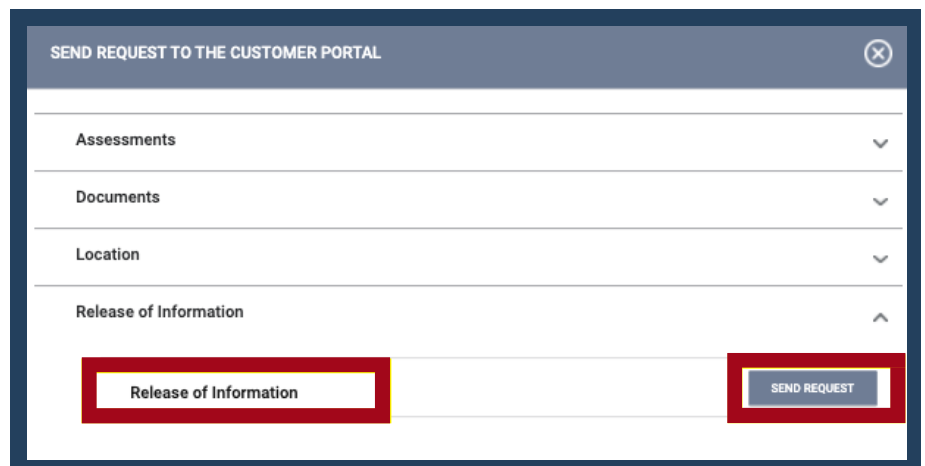 SEND REQUEST TO THE CUSTOMER PORTAL
Assessments
Documents
Location
Release of Information
Release of Information
SEND REQUEST